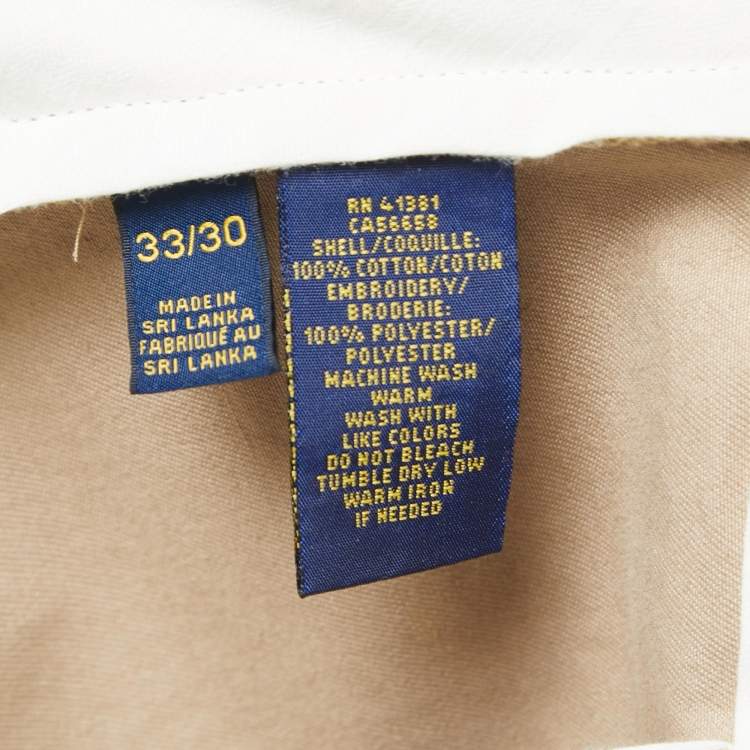 33/30
MADE IN
SRI LANKA
FABRIQUÉ AU
SRI LANKA
RN 41381
CA56658
SHELL/COQUILLE:
100% COTTON/COTON
EMBROIDERY/
BRODERIE:
100% POLYESTER/
POLYESTER
MACHINE WASH
WARM
WASH WITH
LIKE COLORS
DO NOT BLEACH
TUMBLE DRY LOW
WARM IRON
IF NEEDED